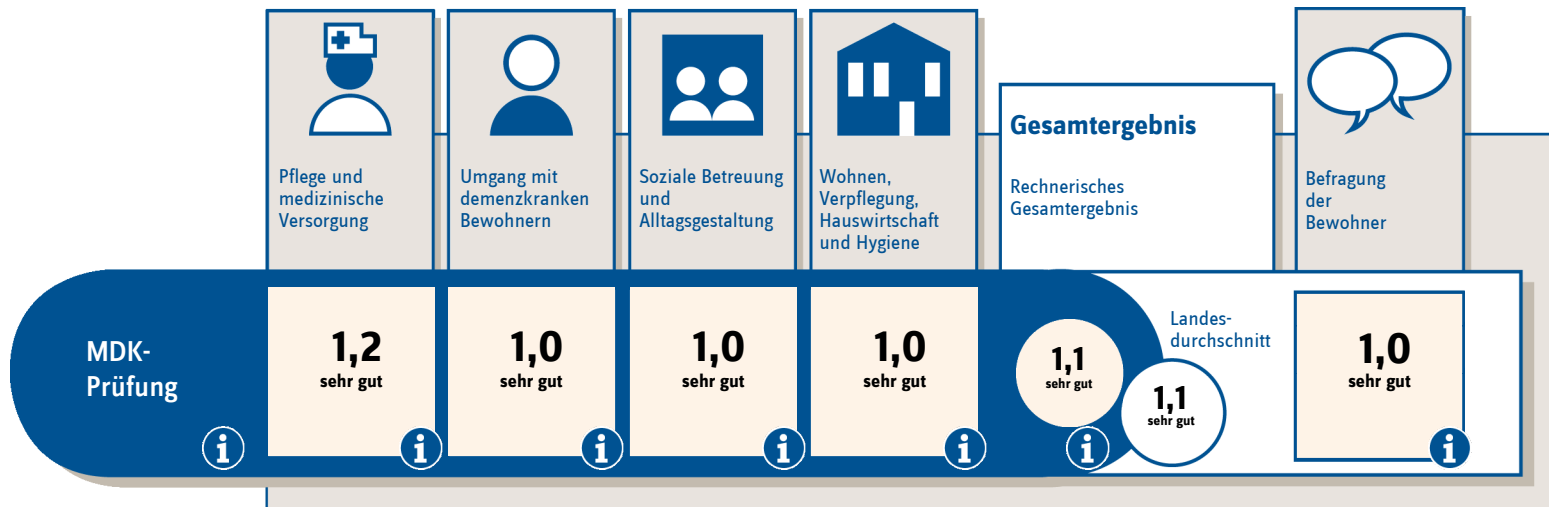 Pflege und
medizinische
Versorgung
Umgang mit
demenzkranken
Bewohnern
Soziale Betreuung
und
Alltagsgestaltung
Wohnen,
Verpflegung,
Hauswirtschaft
und Hygiene
Gesamtergebnis
Rechnerisches
Gesamtergebnis
Befragung
der
Bewohner
MDK-
Prüfung
i
1,2
sehr gut
i
1,0
sehr gut
i
1,0
sehr gut
i
1,0
sehr gut
i
1,1
sehr gut
i
Landes-
durchschnitt
1,1
sehr gut
1,0
sehr gut
i